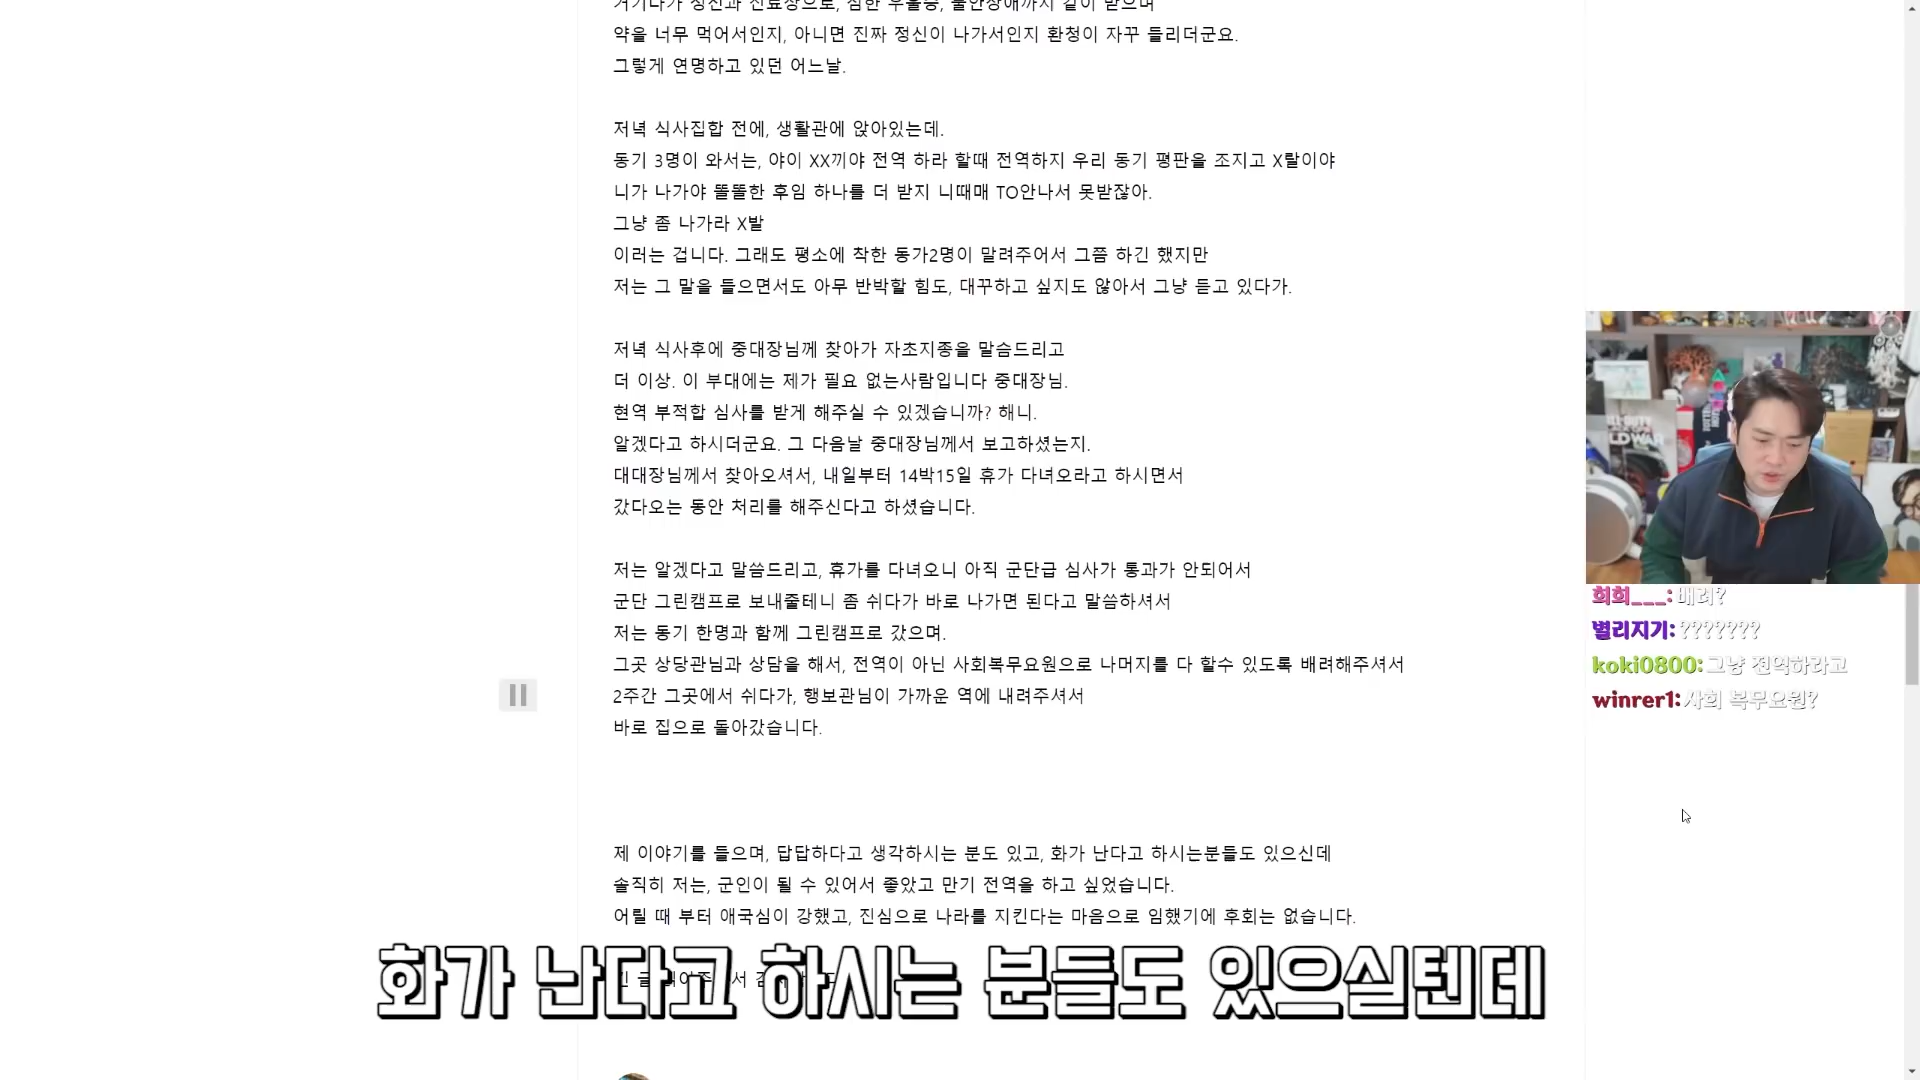 거기다가 정신과 진료상으로, 심한 우울증, 불안장애까지 같이 받으며
약을 너무 먹어서인지, 아니면 진짜 정신이 나가서인지 환청이 자꾸 들리더군요.
그렇게 연명하고 있던 어느날.
저녁 식사집합 전에, 생활관에 앉아있는데.
동기 3명이 와서는, 야이 XX끼야 전역 하라 할때 전역하지 우리 동기 평판을 조지고 X랄이야
니가 나가야 똘똘한 후임 하나를 더 받지 니때매 TO안나서 못받잖아.
그냥 좀 나가라 X발
이러는 겁니다. 그래도 평소에 착한 동가2명이 말려주어서 그쯤 하긴 했지만
저는 그 말을 들으면서도 아무 반박할 힘도, 대꾸하고 싶지도 않아서 그냥 듣고 있다가.
저녁 식사후에 중대장님께 찾아가 자초지종을 말씀드리고
더 이상. 이 부대에는 제가 필요 없는사람입니다 중대장님.
현역 부적합 심사를 받게 해주실 수 있겠습니까? 해니.
알겠다고 하시더군요. 그 다음날 중대장님께서 보고하셨는지.
대대장님께서 찾아오셔서, 내일부터 14박15일 휴가 다녀오라고 하시면서
갔다오는 동안 처리를 해주신다고 하셨습니다.
저는 알겠다고 말씀드리고, 휴가를 다녀오니 아직 군단급 심사가 통과가 안되어서
군단 그린캠프로 보내줄테니 좀 쉬다가 바로 나가면 된다고 말씀하셔서
저는 동기 한명과 함께 그린캠프로 갔으며.
그곳 상당관님과 상담을 해서, 전역이 아닌 사회복무요원으로 나머지를 다 할수 있도록 배려해주셔서
2주간 그곳에서 쉬다가, 행보관님이 가까운 역에 내려주셔서
바로 집으로 돌아갔습니다.
제 이야기를 들으며, 답답하다고 생각하시는 분도 있고, 화가 난다고 하시는분들도 있으신데
솔직히 저는, 군인이 될 수 있어서 좋았고 만기 전역을 하고 싶었습니다.
어릴 때 부터 애국심이 강했고, 진심으로 나라를 지킨다는 마음으로 임했기에 후회는 없습니다.
화가 난다고 하시는 분들도 있으실텐데
희희___: 배려?
별리지기: ???????
koki0800: 그냥 전역하라고
winrer1: 사회 복무요원?